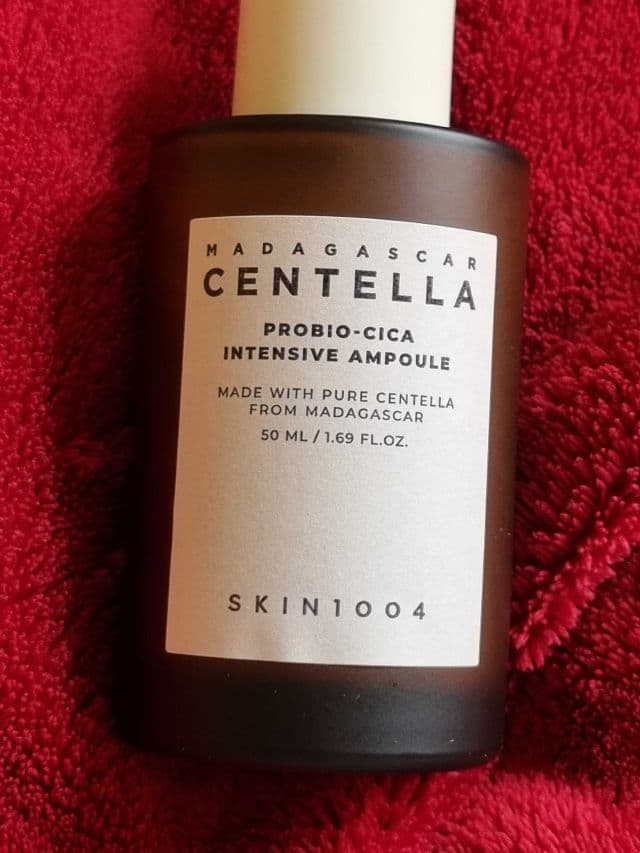 MADAGASCAR
CENTELLA
PROBIO-CICA
INTENSIVE AMPOULE
MADE WITH PURE CENTELLA
FROM MADAGASCAR
50 ML / 1.69 FL.OZ.
SKIN1004